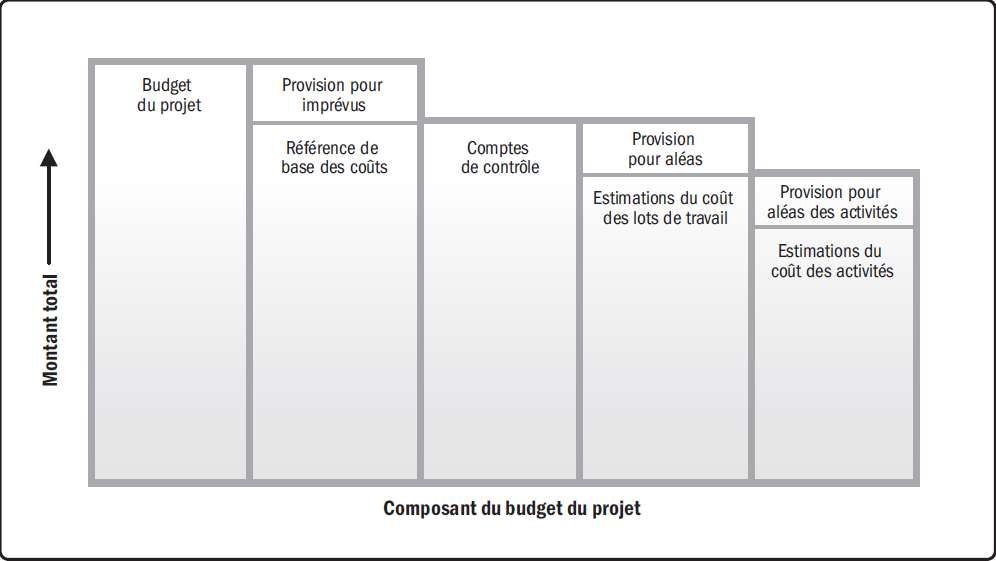 Budget
du projet
Provision pour
imprévus
Référence de
base des coûts
Comptes
de contrôle
Provision
pour aléas
Estimations du coût
des lots de travail
Provision pour
aléas des activités
Estimations du
coût des activités
Montant total
Composant du budget du projet